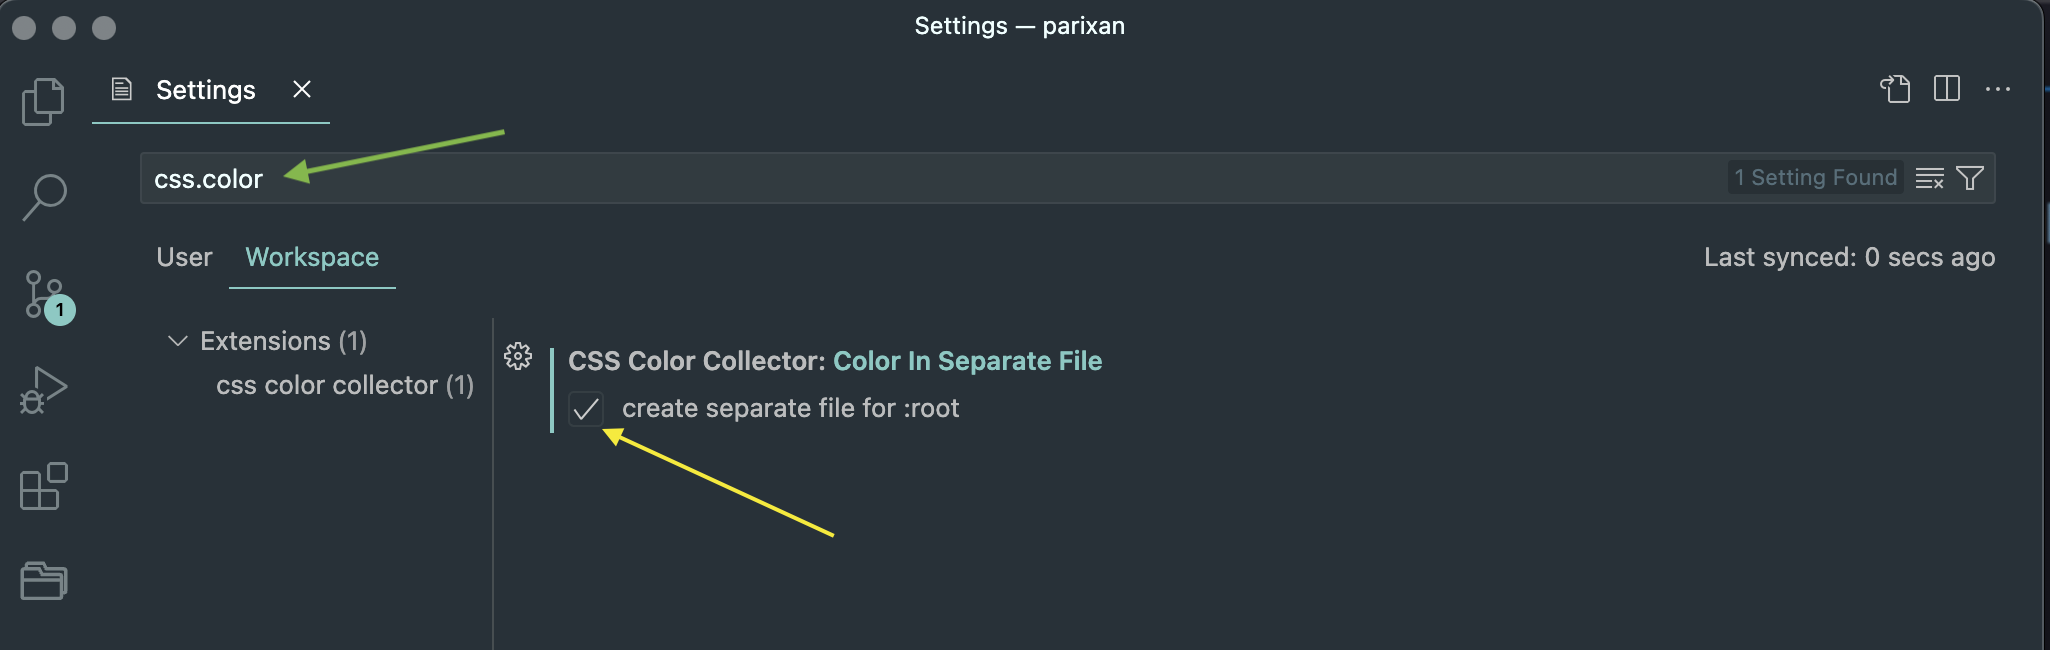 Settings — parixan
Settings
css.color
1 Setting Found
User
Workspace
Last synced: 0 secs ago
Extensions (1)
css color collector (1)
CSS Color Collector: Color In Separate File
create separate file for :root
1